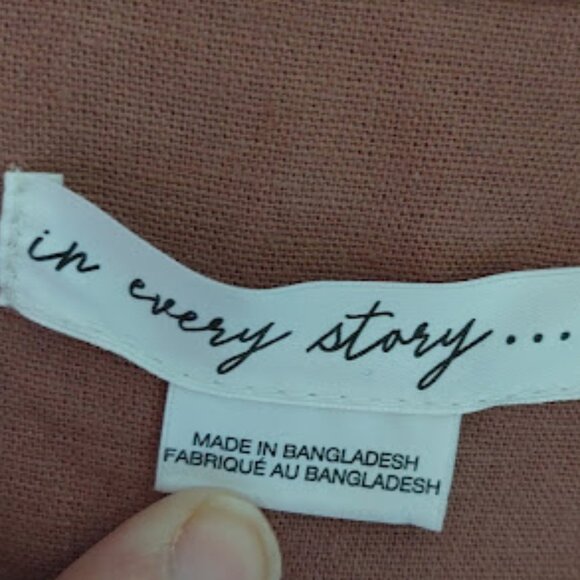 in every story...
MADE IN BANGLADESH
FABRIQUÉ AU BANGLADESH